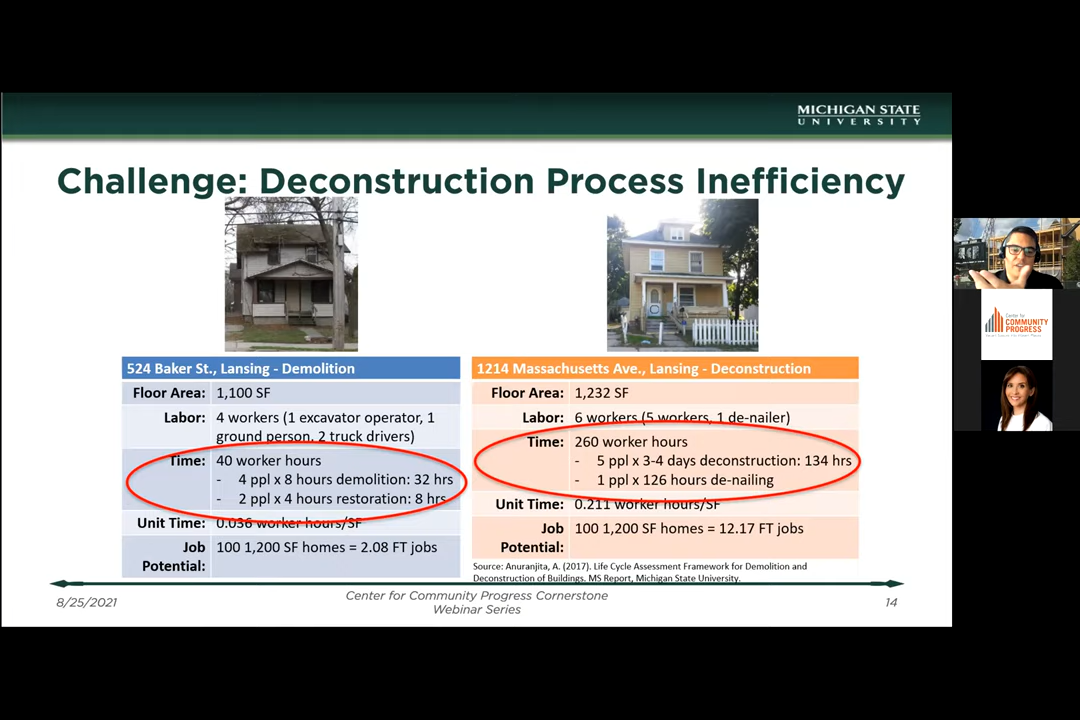 MICHIGAN STATE
UNIVERSITY
Challenge: Deconstruction Process Inefficiency
524 Baker St., Lansing - Demolition
Floor Area: 1,100 SF
Labor: 4 workers (1 excavator operator, 1
ground person, 2 truck drivers)
Time: 40 worker hours
- 4 ppl x 8 hours demolition: 32 hrs
- 2 ppl x 4 hours restoration: 8 hrs
Unit Time: 0.036 worker hours/SF
Job 100 1,200 SF homes = 2.08 FT jobs
Potential:
1214 Massachusetts Ave., Lansing - Deconstruction
Floor Area: 1,232 SF
Labor: 6 workers (5 workers, 1 de-nailer)
Time: 260 worker hours
- 5 ppl x 3-4 days deconstruction: 134 hrs
- 1 ppl x 126 hours de-nailing
Unit Time: 0.211 worker hours/SF
Job 100 1,200 SF homes = 12.17 FT jobs
Potential:
Source: Anuranjita, A. (2017). Life Cycle Assessment Framework for Demolition and
Deconstruction of Buildings. MS Report, Michigan State University.
8/25/2021
Center for Community Progress Cornerstone
Webinar Series
14
Center for
COMMUNITY
PROGRESS